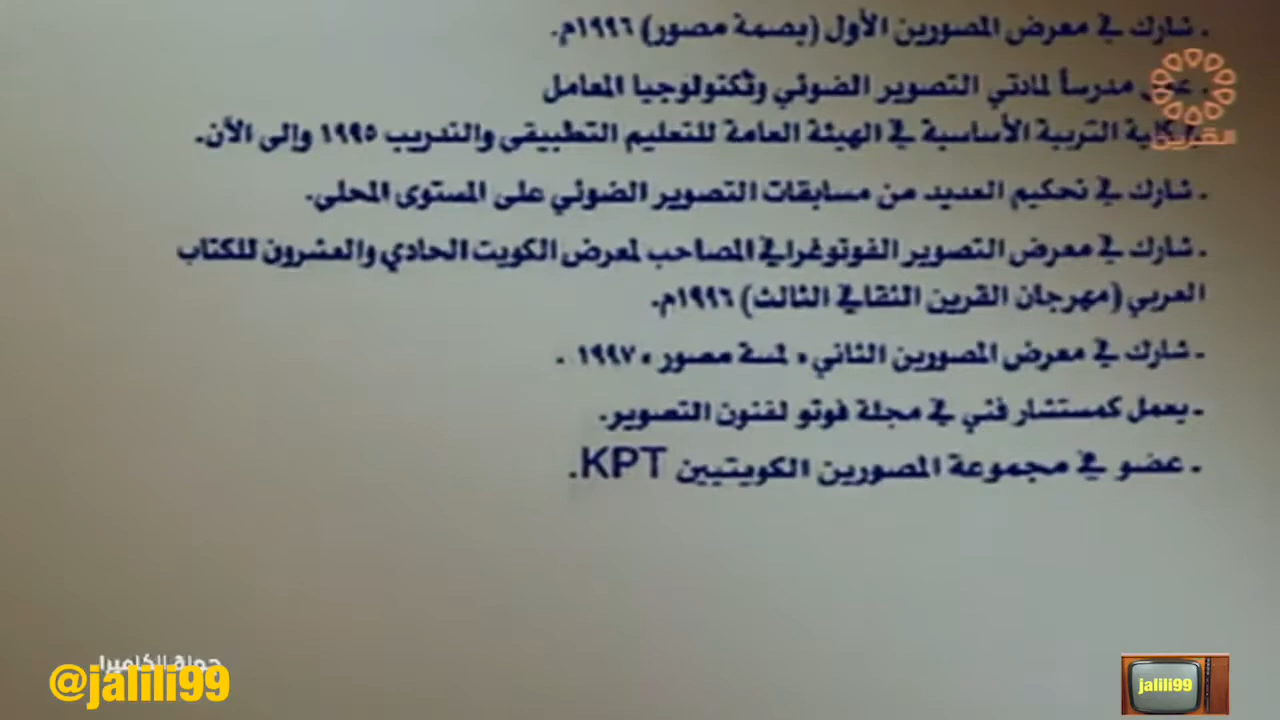 . شارك في معرض المصورين الأول (بصمة مصور) ١٩٩٦م.
. عمل مدرساً لمادتي التصوير الضوئي وتكنولوجيا المعامل
كلية التربية الأساسية في الهيئة العامة للتعليم التطبيقي والتدريب ١٩٩٥ وإلى الآن.
. شارك في تحكيم العديد من مسابقات التصوير الضوئي على المستوى المحلي.
. شارك في معرض التصوير الفوتوغرافي المصاحب لمعرض الكويت الحادي والعشرون للكتاب
العربي (مهرجان القرين الثقافي الثالث) ١٩٩٦م.
. شارك في معرض المصورين الثاني « لمسة مصور » ١٩٩٧ .
. يعمل كمستشار فني في مجلة فوتو لفنون التصوير.
. عضو في مجموعة المصورين الكويتيين KPT.
القرين
جولة الكاميرا
@jalili99
jalili99